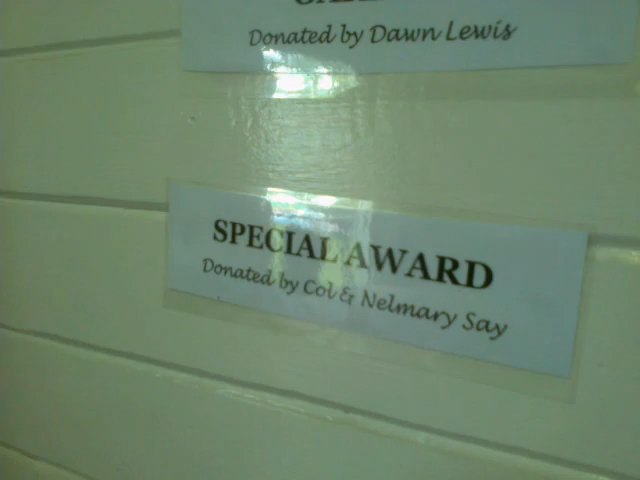 Donated by Dawn Lewis
SPECIAL AWARD
Donated by Col & Nelmary Say